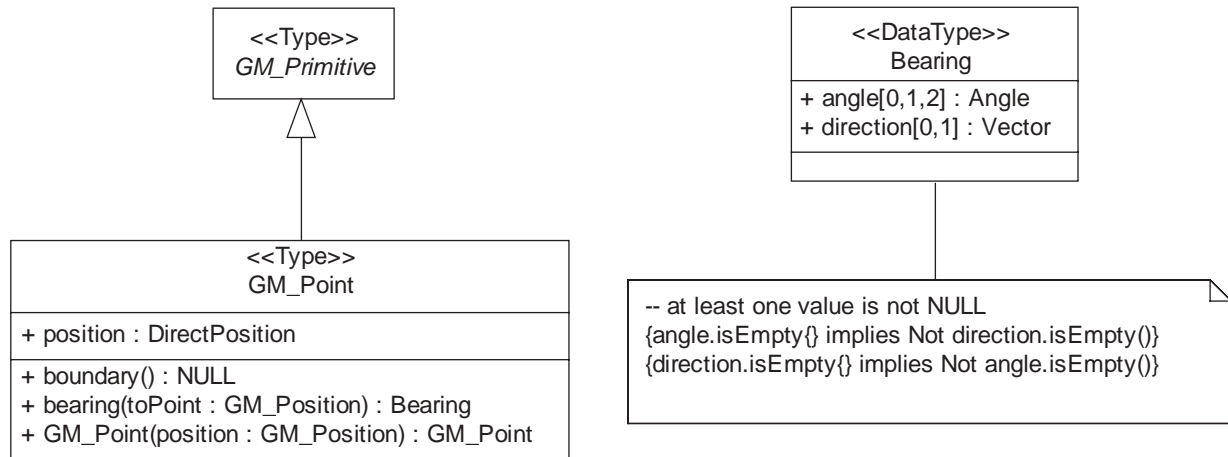 <<Type>>
GM_Primitive
<<Type>>
GM_Point
+ position : DirectPosition
+ boundary() : NULL
+ bearing(toPoint : GM_Position) : Bearing
+ GM_Point(position : GM_Position) : GM_Point
<<DataType>>
Bearing
+ angle[0,1,2] : Angle
+ direction[0,1] : Vector
-- at least one value is not NULL
{angle.isEmpty{} implies Not direction.isEmpty()}
{direction.isEmpty{} implies Not angle.isEmpty()}